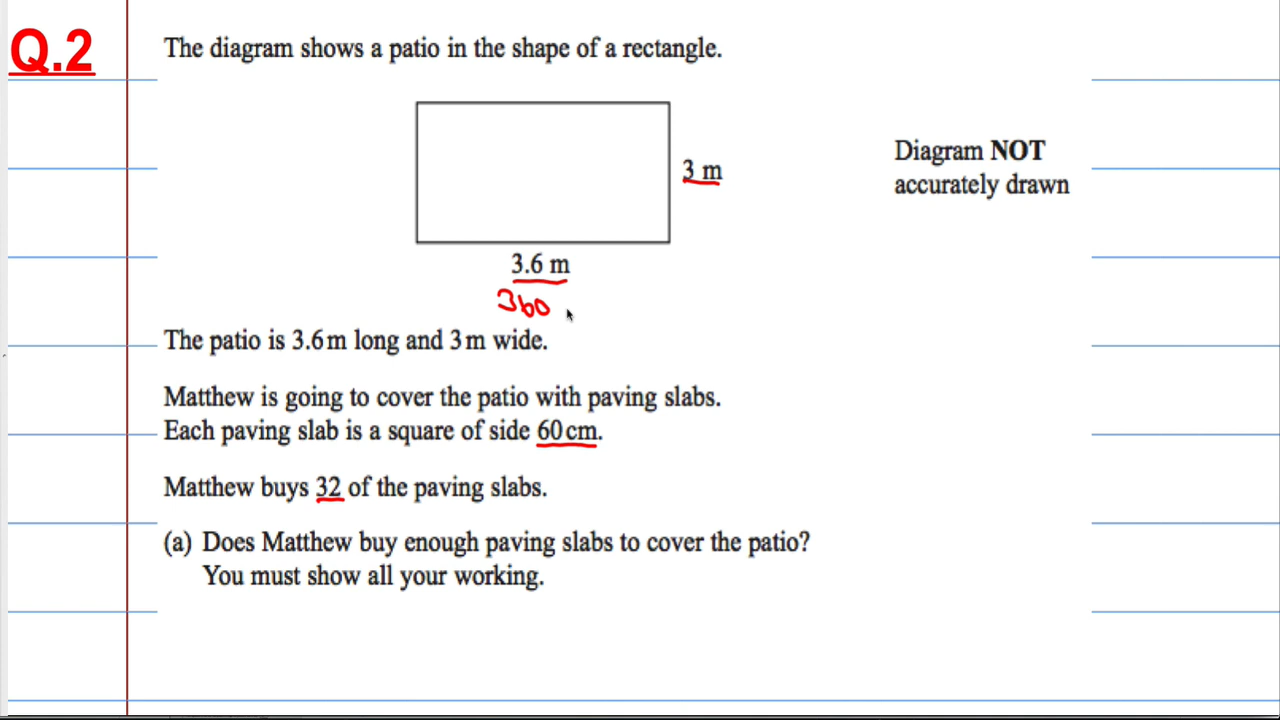 Q.2
The diagram shows a patio in the shape of a rectangle.
3 m
Diagram NOT
accurately drawn
3.6 m
360
The patio is 3.6 m long and 3 m wide.
Matthew is going to cover the patio with paving slabs.
Each paving slab is a square of side 60 cm.
Matthew buys 32 of the paving slabs.
(a) Does Matthew buy enough paving slabs to cover the patio?
You must show all your working.